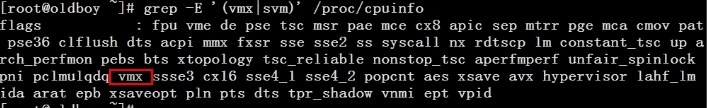 [root@oldboy ~]# grep -E '(vmx|svm)' /proc/cpuinfo
flags           : fpu vme de pse tsc msr pae mce cx8 apic sep mtrr pge mca cmov pat
 pse36 clflush dts acpi mmx fxsr sse sse2 ss syscall nx rdtscp lm constant_tsc up a
rch_perfmon pebs bts xtopology tsc_reliable nonstop_tsc aperfmperf unfair_spinlock
pni pclmulqdq vmx ssse3 cx16 sse4_1 sse4_2 popcnt aes xsave avx hypervisor lahf_lm
ida arat epb xsaveopt pln pts dts tpr_shadow vnmi ept vpid